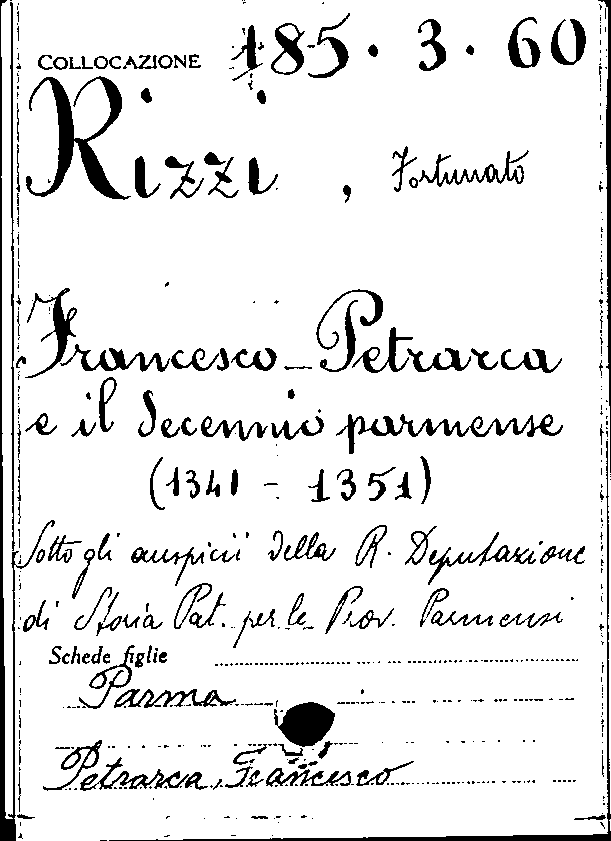 COLLOCAZIONE 185.3.60
Rizzi, Fortunato
Francesco Petrarca
e il decennio parmense
(1341 - 1351)
Sotto gli auspicii della R. Deputazione
di Storia Pat. per le Prov. Parmensi
Schede figlie
Parma
Petrarca, Francesco